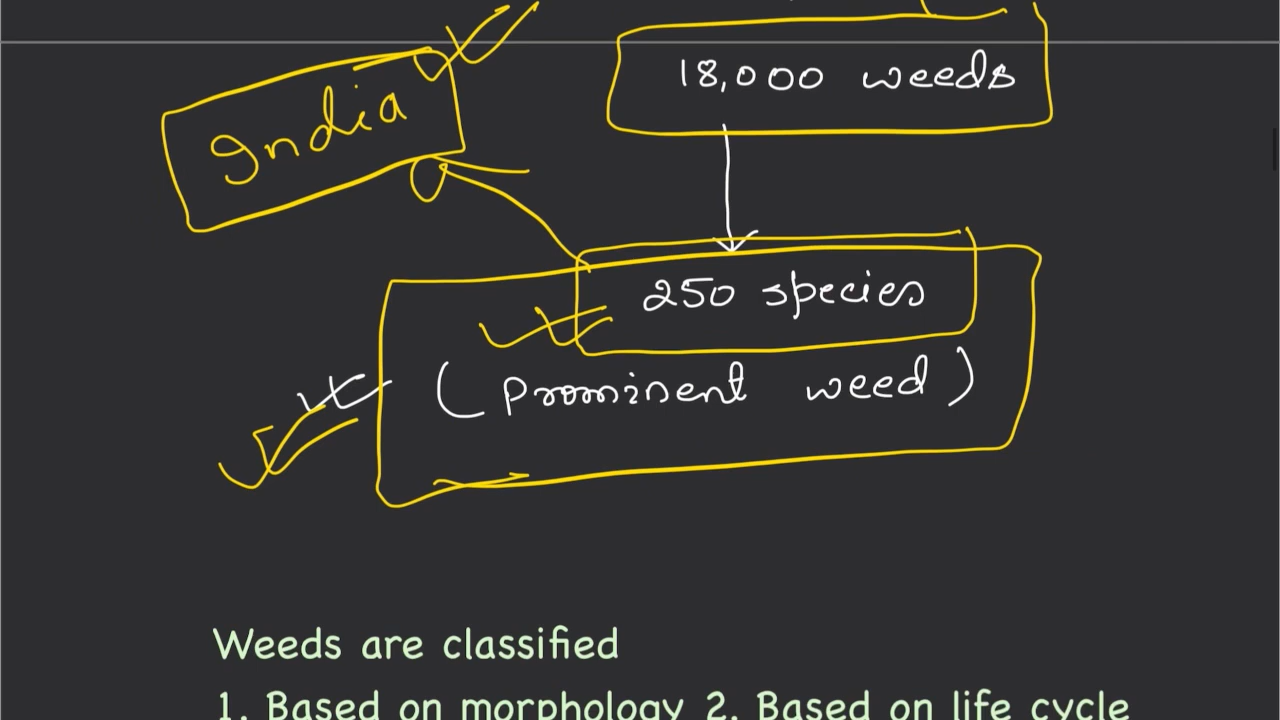 18,000 weeds
India
250 species
(Prominent weed)
Weeds are classified
1. Based on morphology 2. Based on life cycle